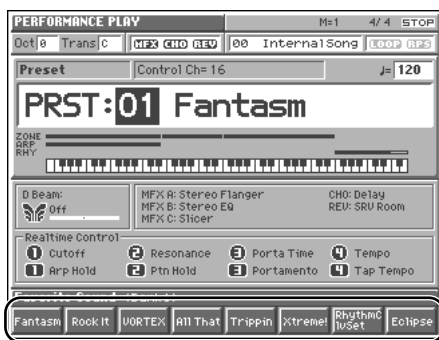 PERFORMANCE PLAY M=1 4/ 4 STOP
Oct 0 Trans C MFX CHO REV 00 InternalSong LOOP RPS
Preset Control Ch= 16 ♩= 120
PRST:01 Fantasm
ZONE
ARP
RHY
D Beam: MFX A: Stereo Flanger CHO: Delay
Off MFX B: Stereo EQ REV: SRV Room
MFX C: Slicer
Realtime Control
1 Cutoff 2 Resonance 3 Porta Time 4 Tempo
1 Arp Hold 2 Ptn Hold 3 Portamento 4 Tap Tempo
Fantasm Rock It VORTEX All That Trippin Xtreme! RhythmC lvSet Eclipse